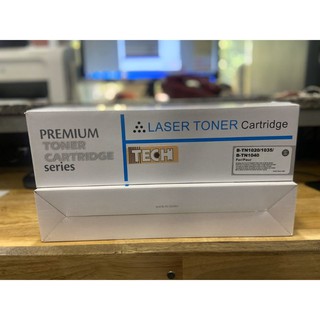 PREMIUM
TONER
CARTRIDGE
series
LASER TONER Cartridge
TECH
B-TN1020/1035/
B-TN1040